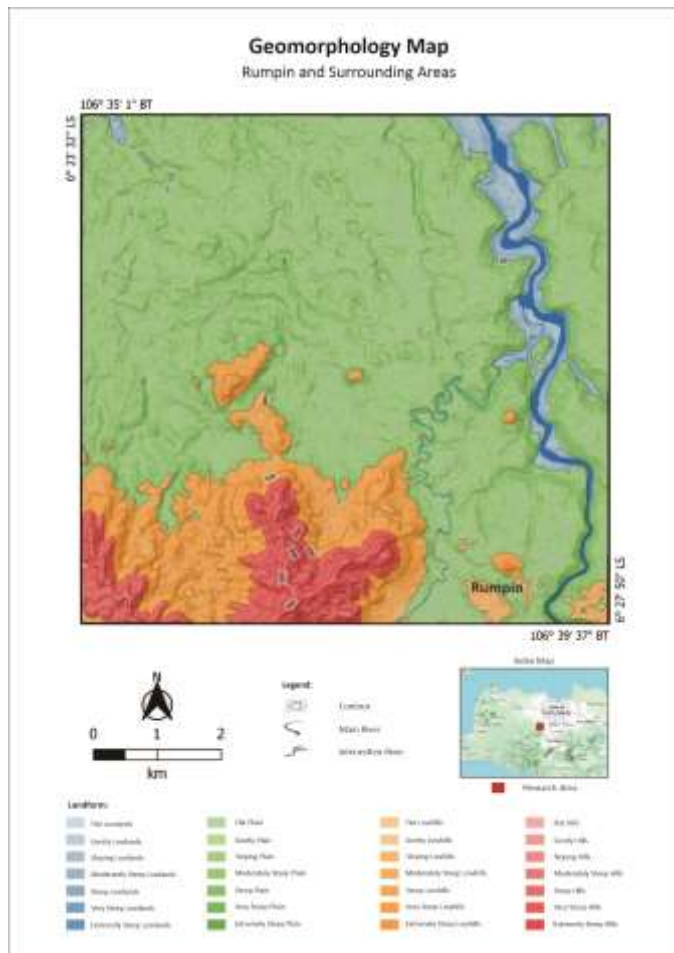 Geomorphology Map
Rumpin and Surrounding Areas
106° 35' 1" BT
6° 23' 32" LS
Rumpin
6° 27' 50" LS
106° 39' 37" BT
Index Map
N
0 1 2
km
Legend:
Contour
Main River
Intermitten River
Research Area
Landform:
Flat Lowlands
Gently Lowlands
Sloping Lowlands
Moderately Steep Lowlands
Steep Lowlands
Very Steep Lowlands
Extremely Steep Lowlands
Gently Plain
Sloping Plain
Moderately Steep Plain
Steep Plain
Very Steep Plain
Extremely Steep Plain
Flat Lowhills
Gently Lowhills
Sloping Lowhills
Moderately Steep Lowhills
Steep Lowhills
Very Steep Lowhills
Extremely Steep Lowhills
Flat Hills
Gently Hills
Sloping Hills
Moderately Steep Hills
Steep Hills
Very Steep Hills
Extremely Steep Hills